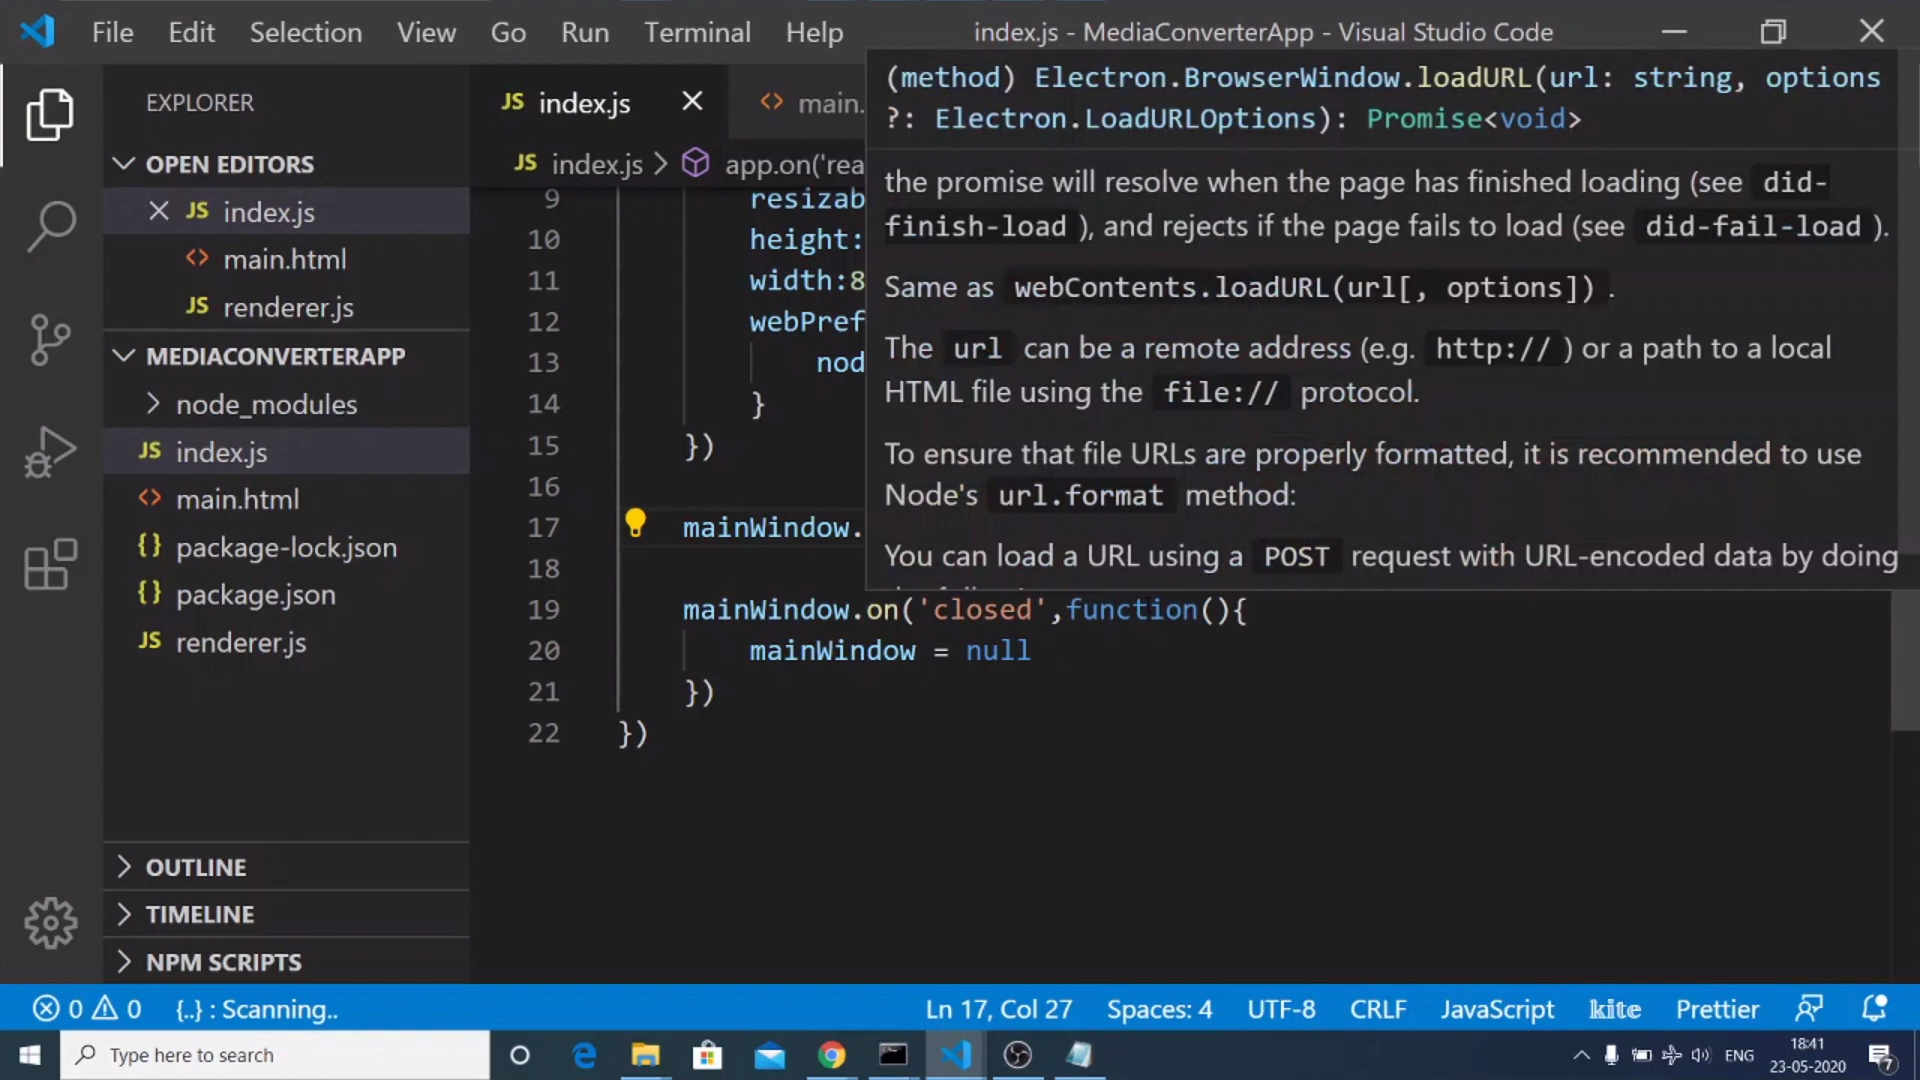 File Edit Selection View Go Run Terminal Help index.js - MediaConverterApp - Visual Studio Code
EXPLORER
OPEN EDITORS
JS index.js
<> main.html
JS renderer.js
MEDIACONVERTERAPP
node_modules
JS index.js
<> main.html
{} package-lock.json
{} package.json
JS renderer.js
OUTLINE
TIMELINE
NPM SCRIPTS
JS index.js <> main.
JS index.js > app.on('rea
9 resizab
10 height:
11 width:8
12 webPref
13 nod
14 }
15 })
16
17 mainWindow.
18
19 mainWindow.on('closed',function(){
20 mainWindow = null
21 })
22 })
(method) Electron.BrowserWindow.loadURL(url: string, options
?: Electron.LoadURLOptions): Promise<void>
the promise will resolve when the page has finished loading (see did-
finish-load ), and rejects if the page fails to load (see did-fail-load ).
Same as webContents.loadURL(url[, options]) .
The url can be a remote address (e.g. http:// ) or a path to a local
HTML file using the file:// protocol.
To ensure that file URLs are properly formatted, it is recommended to use
Node's url.format method:
You can load a URL using a POST request with URL-encoded data by doing
0 0 {..} : Scanning.. Ln 17, Col 27 Spaces: 4 UTF-8 CRLF JavaScript kite Prettier
Type here to search ENG 18:41
23-05-2020 7